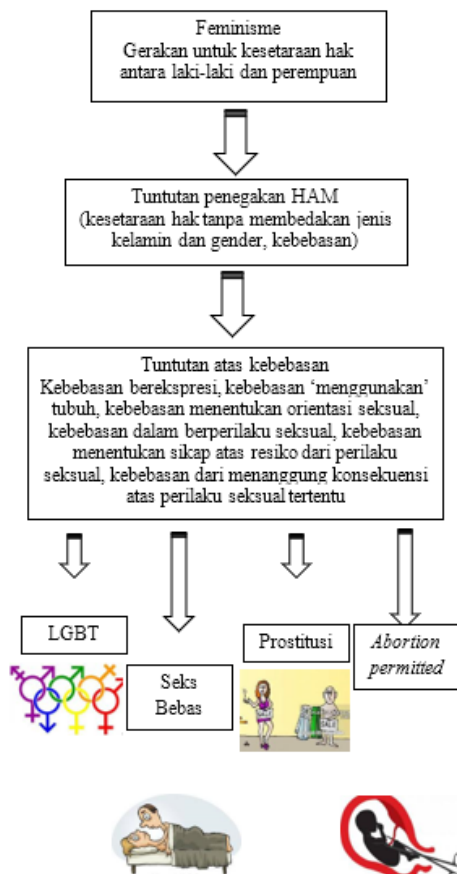 Feminisme
Gerakan untuk kesetaraan hak
antara laki-laki dan perempuan
Tuntutan penegakan HAM
(kesetaraan hak tanpa membedakan jenis
kelamin dan gender, kebebasan)
Tuntutan atas kebebasan
Kebebasan berekspresi, kebebasan ‘menggunakan’
tubuh, kebebasan menentukan orientasi seksual,
kebebasan dalam berperilaku seksual, kebebasan
menentukan sikap atas resiko dari perilaku
seksual, kebebasan dari menanggung konsekuensi
atas perilaku seksual tertentu
LGBT
Seks
Bebas
Prostitusi
Abortion
permitted
SALE